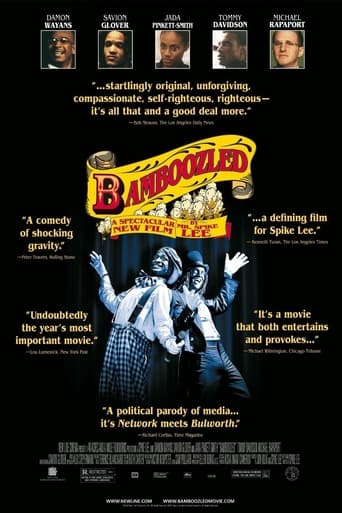 DAMON SAVION JADA TOMMY MICHAEL
WAYANS GLOVER PINKETT-SMITH DAVIDSON RAPAPORT
"...startlingly original, unforgiving,
compassionate, self-righteous, righteous—
it's all that and a good deal more."
– Bob Strauss, The Los Angeles Daily News
BAMBOOZLED
A SPECTACULAR NEW FILM BY MR. SPIKE LEE
"A comedy
of shocking
gravity."
– Peter Travers, Rolling Stone
"...a defining film
for Spike Lee."
– Kenneth Turan, The Los Angeles Times
"Undoubtedly
the year's most
important movie."
– Lou Lumenick, New York Post
"It's a movie
that both entertains
and provokes..."
– Michael Wilmington, Chicago Tribune
"A political parody of media...
it's Network meets Bulworth."
– Richard Corliss, Time Magazine
WWW.NEWLINE.COM WWW.BAMBOOZLEDMOVIE.COM